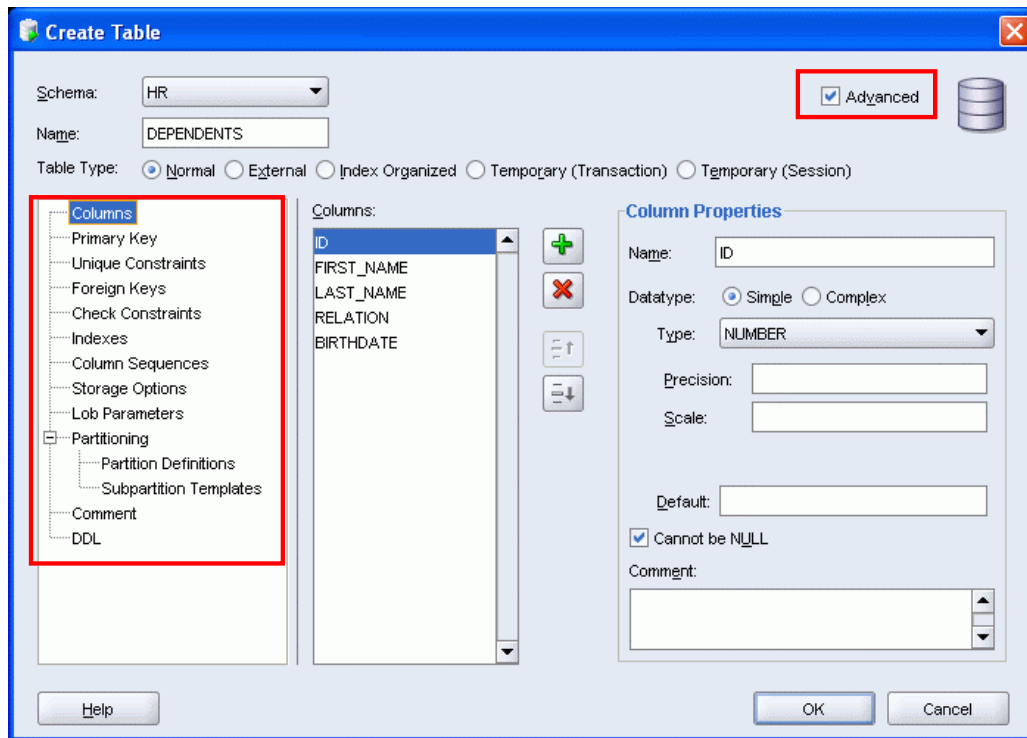 Create Table
Schema: HR
Advanced
Name: DEPENDENTS
Table Type: Normal External Index Organized Temporary (Transaction) Temporary (Session)
Columns
Primary Key
Unique Constraints
Foreign Keys
Check Constraints
Indexes
Column Sequences
Storage Options
Lob Parameters
Partitioning
Partition Definitions
Subpartition Templates
Comment
DDL
Columns:
ID
FIRST_NAME
LAST_NAME
RELATION
BIRTHDATE
Column Properties
Name: ID
Datatype: Simple Complex
Type: NUMBER
Precision:
Scale:
Default:
Cannot be NULL
Comment:
Help
OK
Cancel